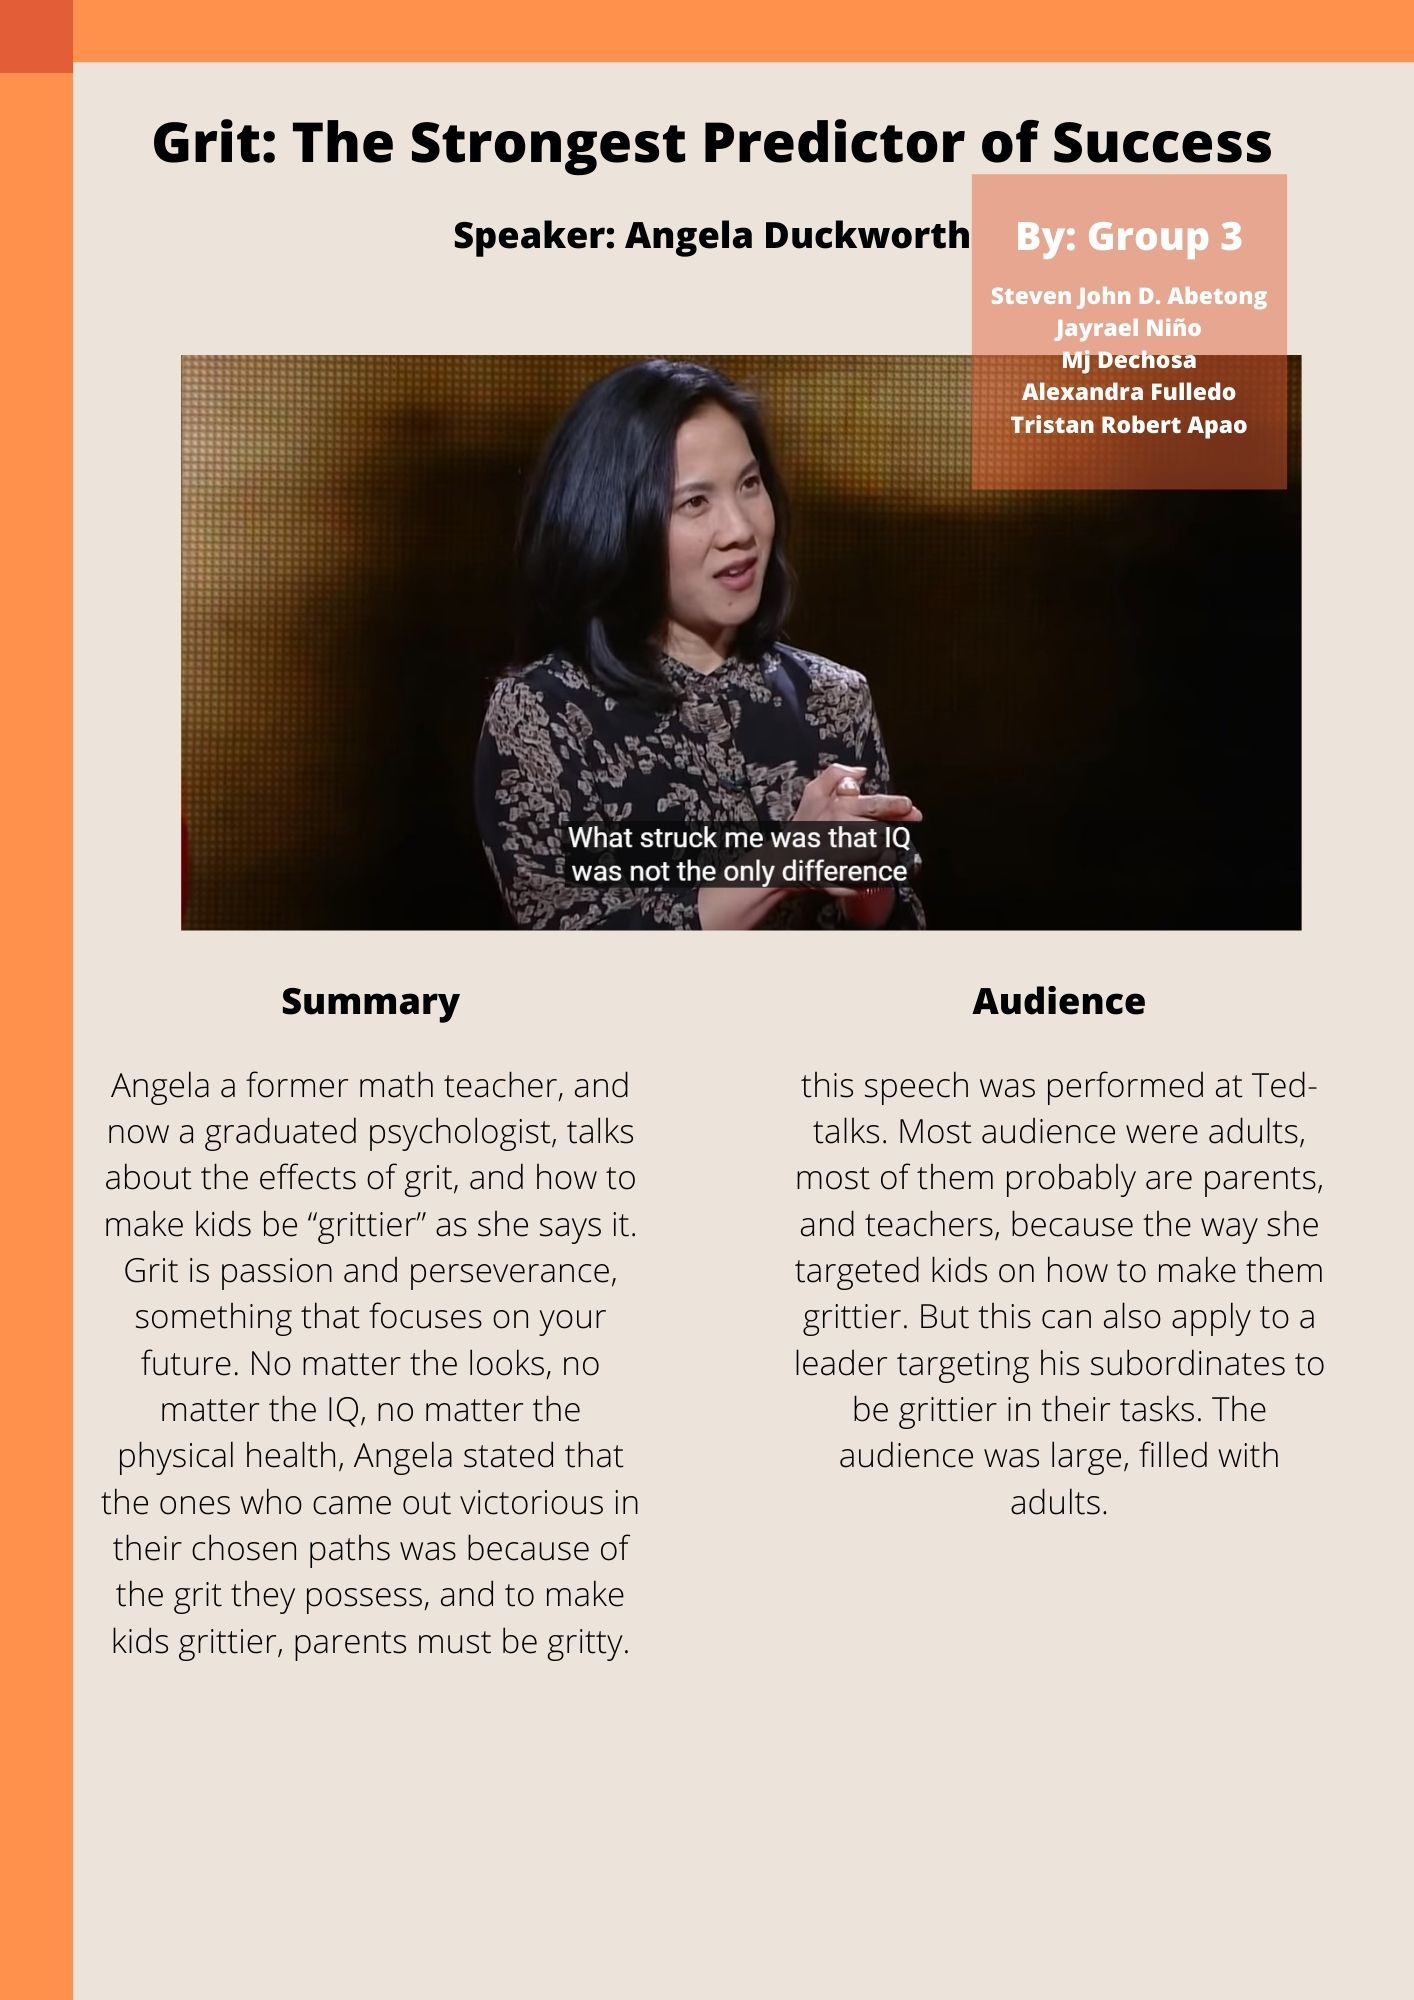 Grit: The Strongest Predictor of Success
Speaker: Angela Duckworth
By: Group 3
Steven John D. Abetong
Jayrael Niño
Mj Dechosa
Alexandra Fulledo
Tristan Robert Apao
What struck me was that IQ
was not the only difference
Summary
Angela a former math teacher, and
now a graduated psychologist, talks
about the effects of grit, and how to
make kids be “grittier” as she says it.
Grit is passion and perseverance,
something that focuses on your
future. No matter the looks, no
matter the IQ, no matter the
physical health, Angela stated that
the ones who came out victorious in
their chosen paths was because of
the grit they possess, and to make
kids grittier, parents must be gritty.
Audience
this speech was performed at Ted-
talks. Most audience were adults,
most of them probably are parents,
and teachers, because the way she
targeted kids on how to make them
grittier. But this can also apply to a
leader targeting his subordinates to
be grittier in their tasks. The
audience was large, filled with
adults.